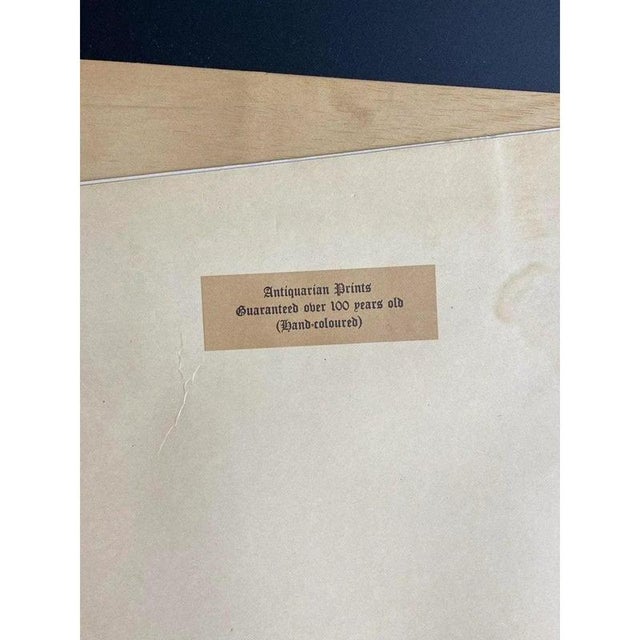 Antiquarian Prints
Guaranteed over 100 years old
(Hand-coloured)